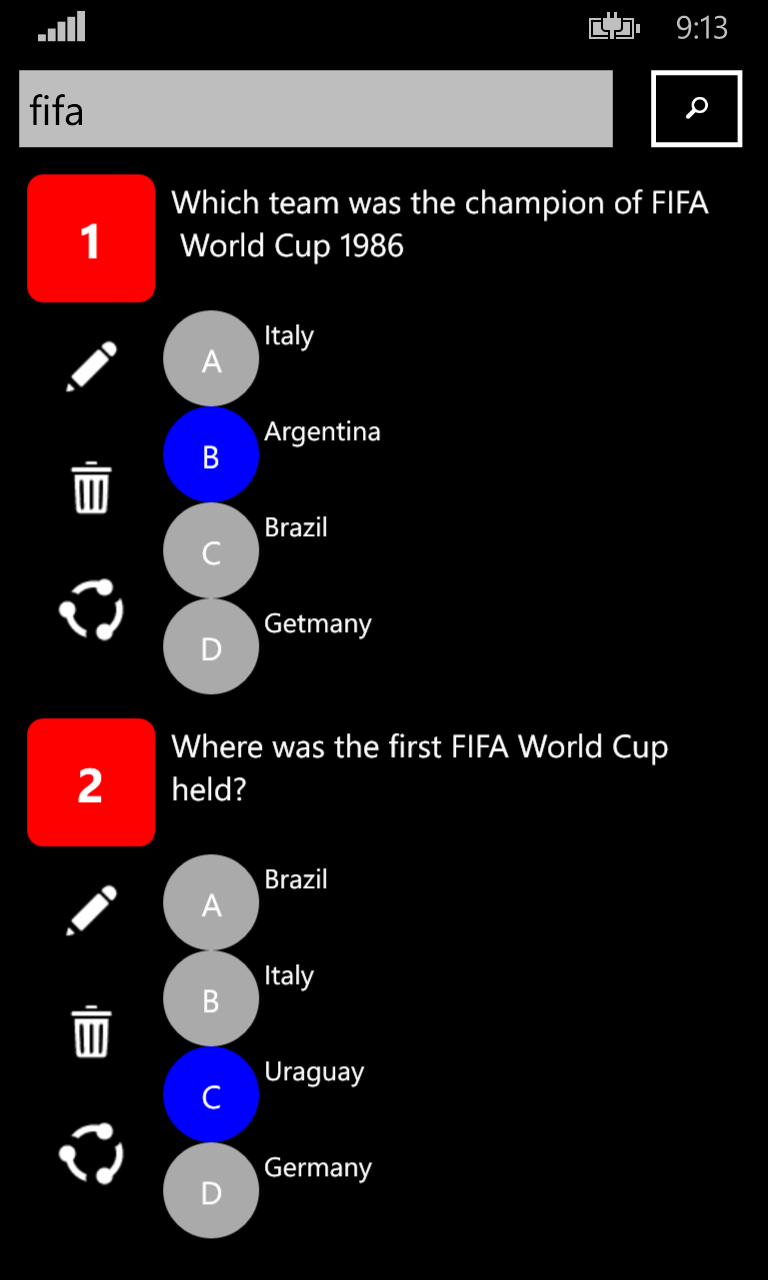 9:13
fifa
1
Which team was the champion of FIFA
World Cup 1986
A
Italy
B
Argentina
C
Brazil
D
Getmany
2
Where was the first FIFA World Cup
held?
A
Brazil
B
Italy
C
Uraguay
D
Germany